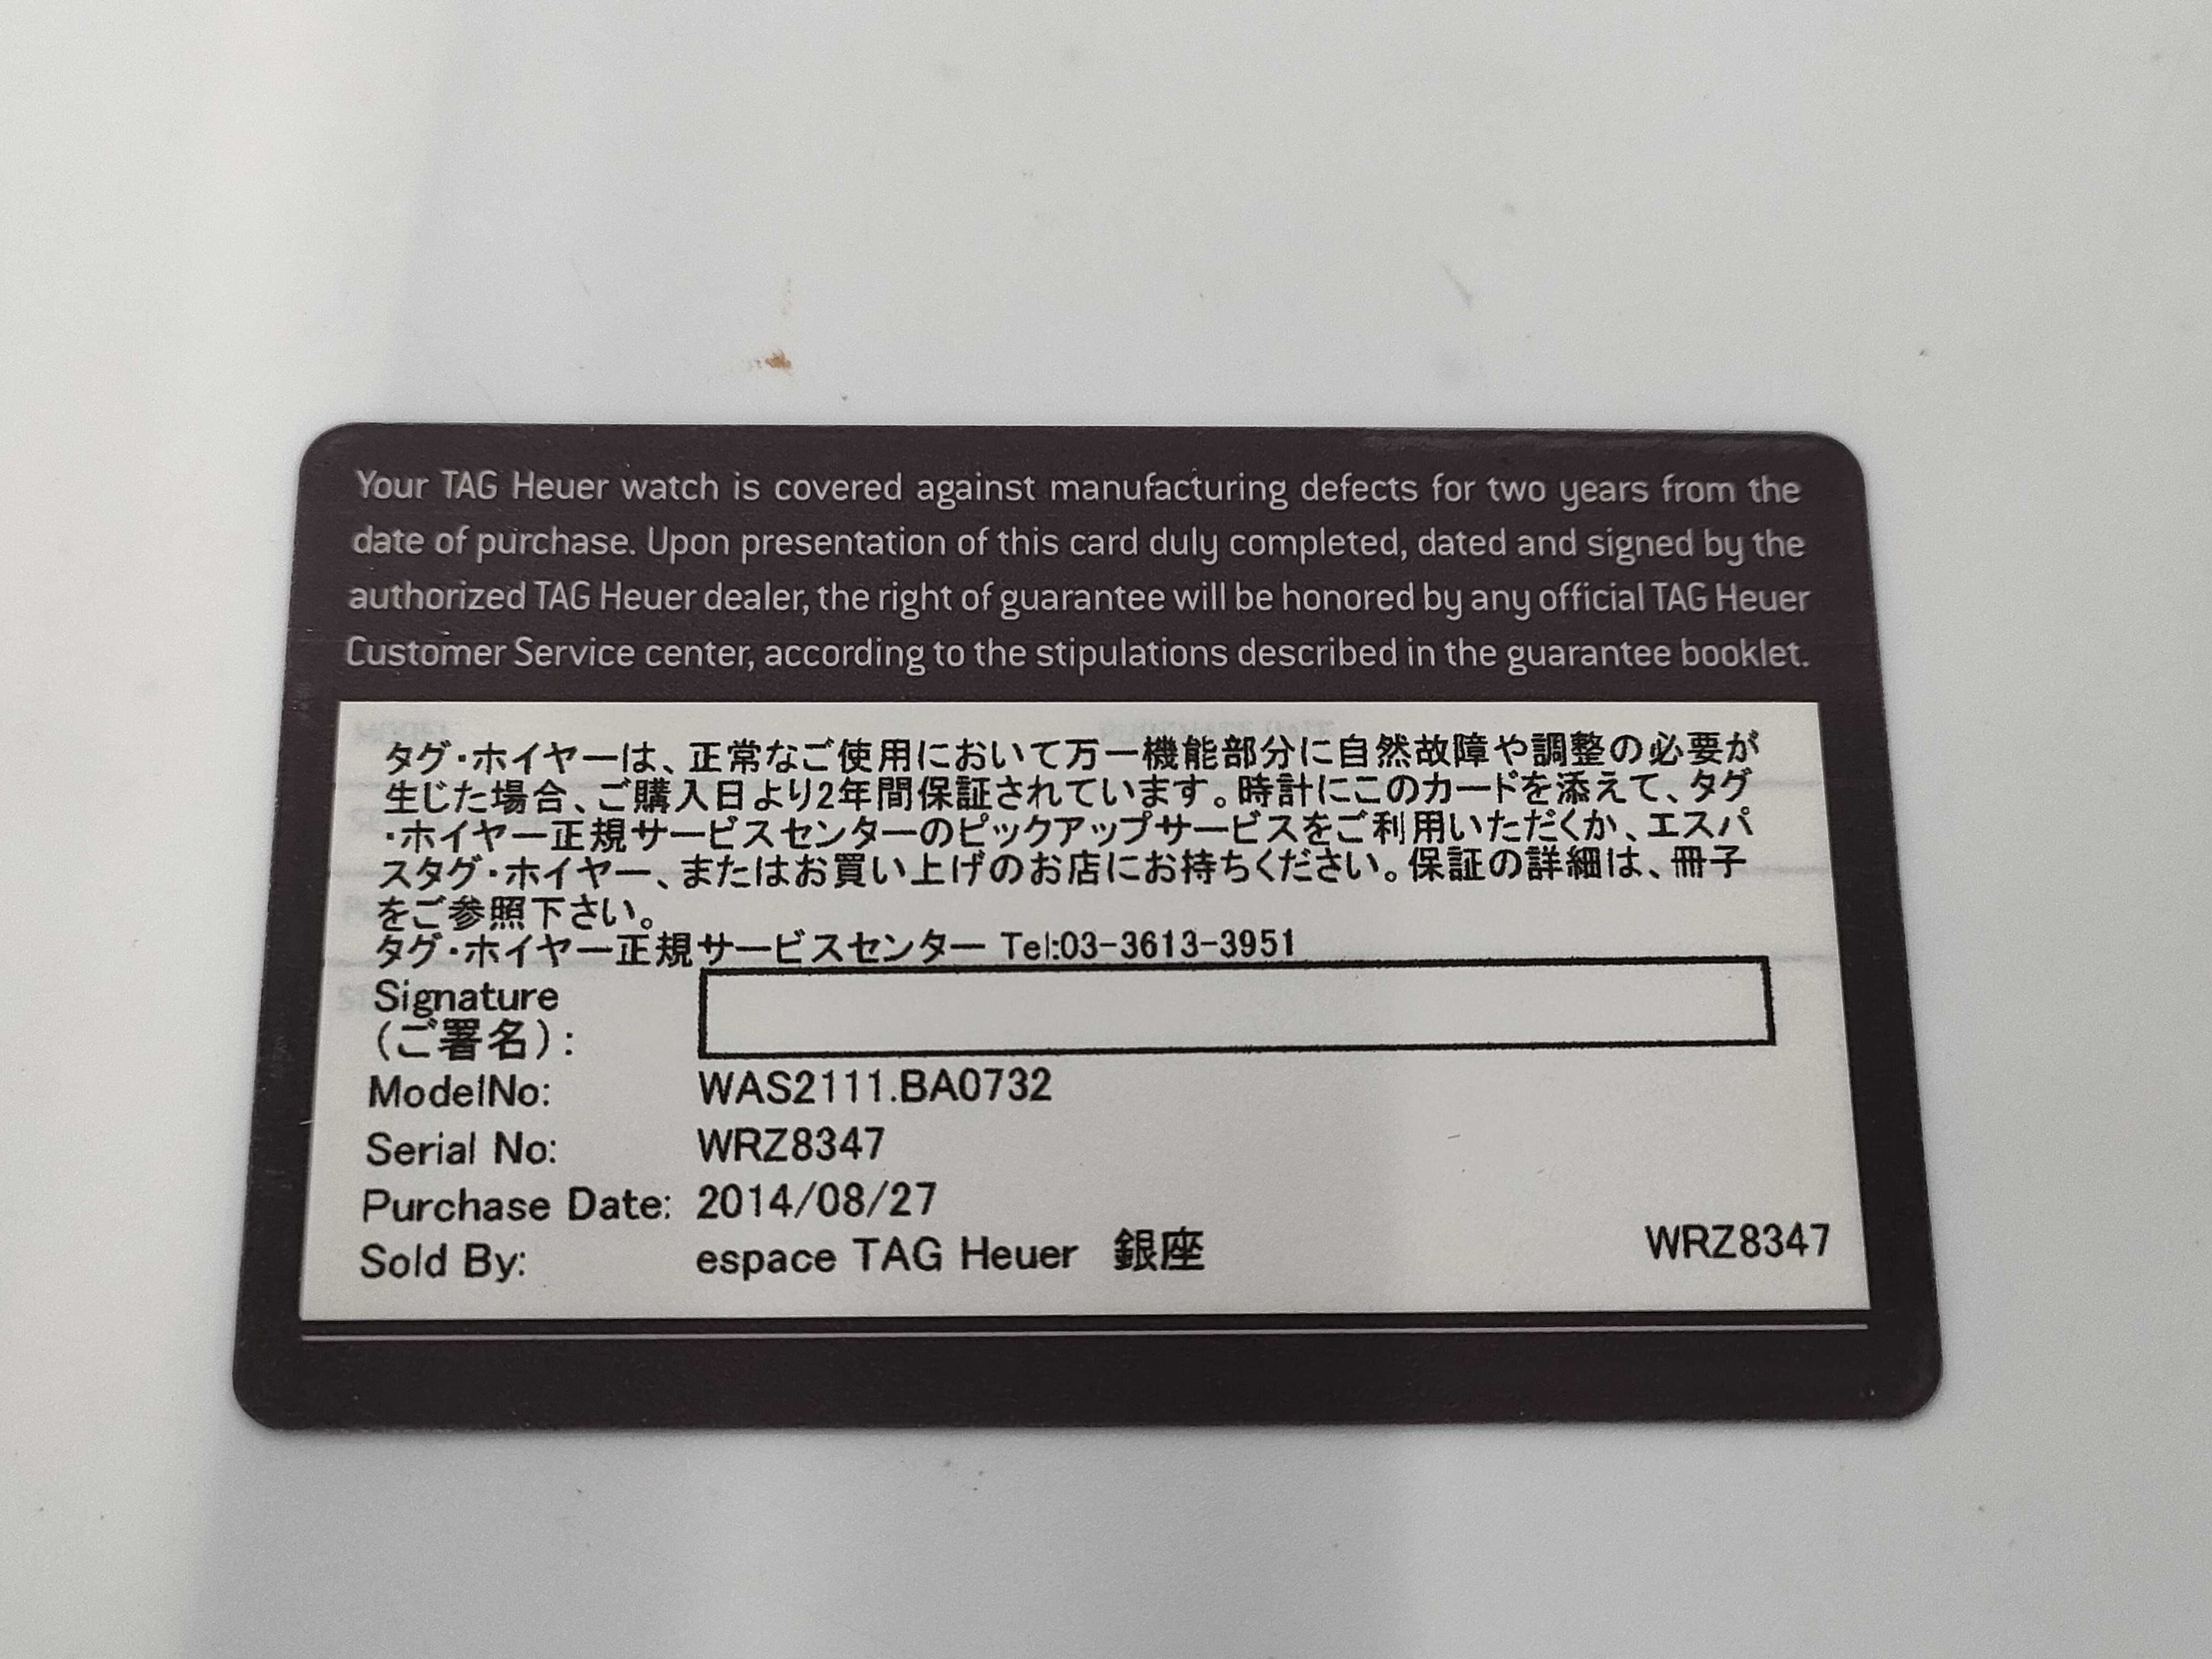 Your TAG Heuer watch is covered against manufacturing defects for two years from the
date of purchase. Upon presentation of this card duly completed, dated and signed by the
authorized TAG Heuer dealer, the right of guarantee will be honored by any official TAG Heuer
Customer Service center, according to the stipulations described in the guarantee booklet.
タグ・ホイヤーは、正常なご使用において万一機能部分に自然故障や調整の必要が
生じた場合、ご購入日より2年間保証されています。時計にこのカードを添えて、タグ
・ホイヤー正規サービスセンターのピックアップサービスをご利用いただくか、エスパ
スタグ・ホイヤー、またはお買い上げのお店にお持ちください。保証の詳細は、冊子
をご参照下さい。
タグ・ホイヤー正規サービスセンター Tel:03-3613-3951
Signature
(ご署名):
ModelNo: WAS2111.BA0732
Serial No: WRZ8347
Purchase Date: 2014/08/27
Sold By: espace TAG Heuer 銀座 WRZ8347